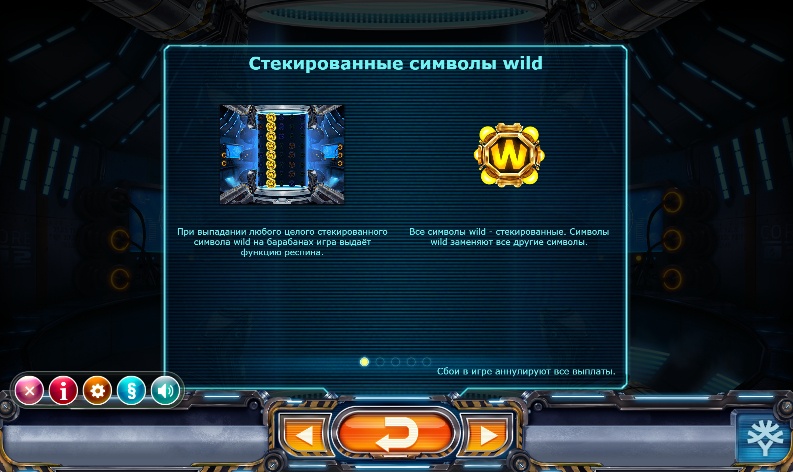 Стекированные символы wild
W
При выпадании любого целого стекированного
символа wild на барабанах игра выдаёт
функцию респина.
Все символы wild - стекированные. Символы
wild заменяют все другие символы.
Сбои в игре аннулируют все выплаты.
x i §